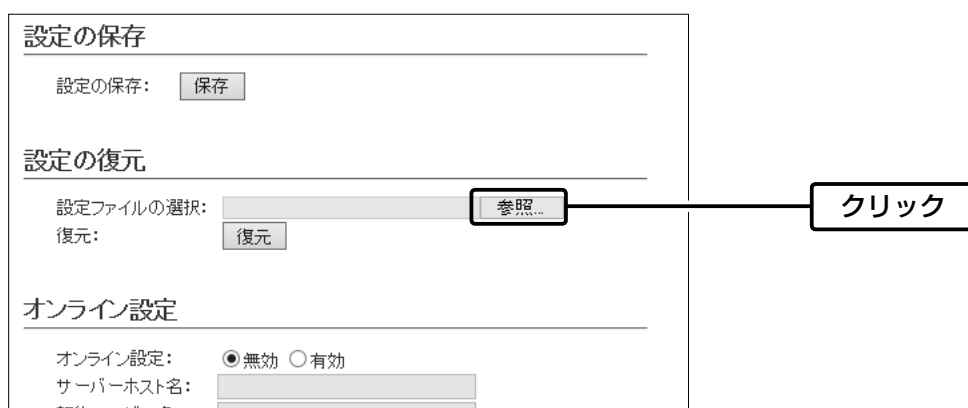 設定の保存
設定の保存: 保存
設定の復元
設定ファイルの選択: 参照...
クリック
復元: 復元
オンライン設定
オンライン設定: 無効 有効
サーバーホスト名: